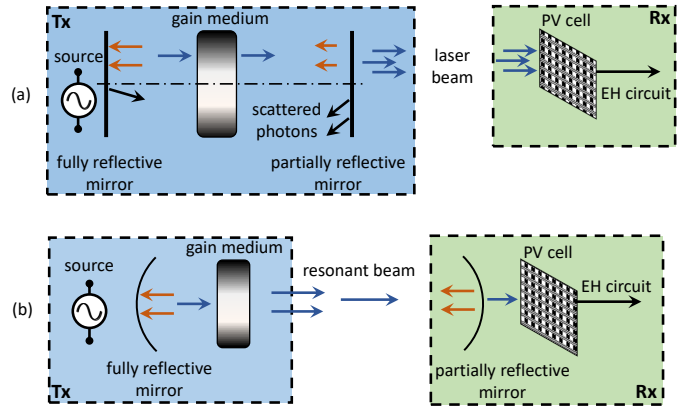 Tx
gain medium
source
(a)
scattered
photons
fully reflective
mirror
partially reflective
mirror
laser
beam
PV cell
Rx
EH circuit
gain medium
source
resonant beam
(b)
fully reflective
mirror
Tx
PV cell
EH circuit
partially reflective
mirror
Rx